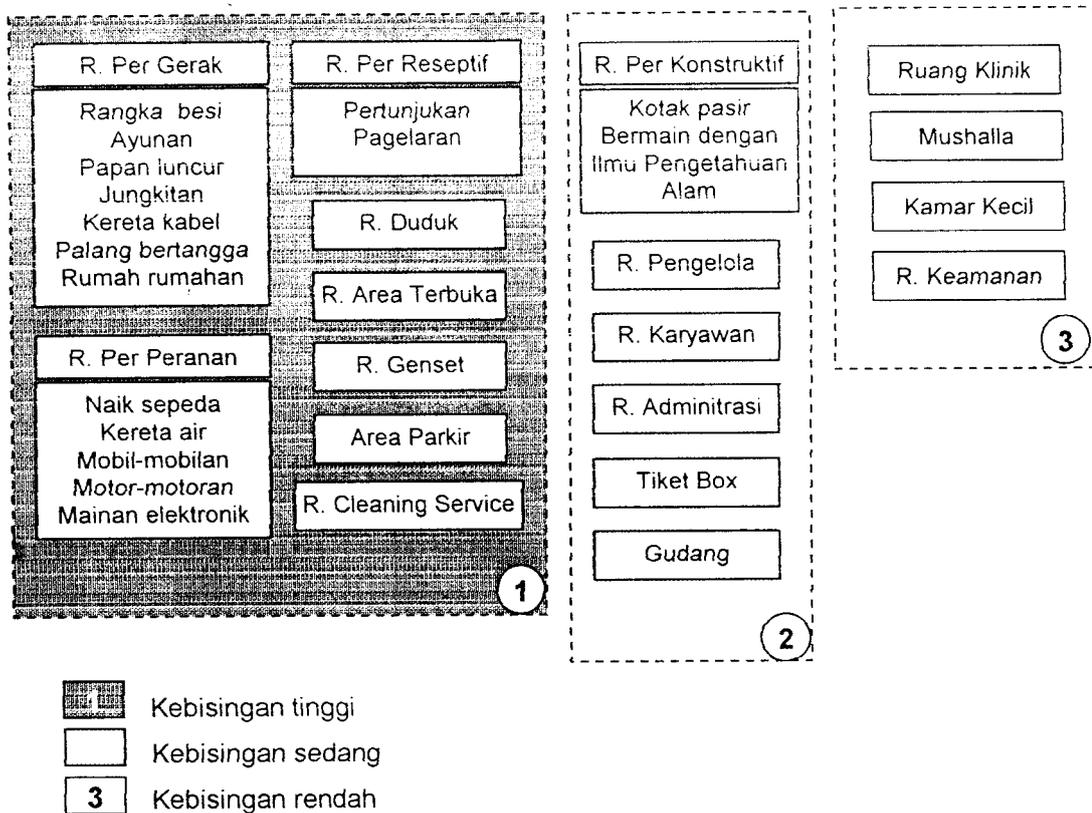 R. Per Gerak
Rangka besi
Ayunan
Papan luncur
Jungkitan
Kereta kabel
Palang bertangga
Rumah rumahan
R. Per Peranan
Naik sepeda
Kereta air
Mobil-mobilan
Motor-motoran
Mainan elektronik
R. Per Reseptif
Pertunjukan
Pagelaran
R. Duduk
R. Area Terbuka
R. Genset
Area Parkir
R. Cleaning Service
1
R. Per Konstruktif
Kotak pasir
Bermain dengan
Ilmu Pengetahuan
Alam
R. Pengelola
R. Karyawan
R. Adminitrasi
Tiket Box
Gudang
2
Ruang Klinik
Mushalla
Kamar Kecil
R. Keamanan
3
1 Kebisingan tinggi
Kebisingan sedang
3 Kebisingan rendah